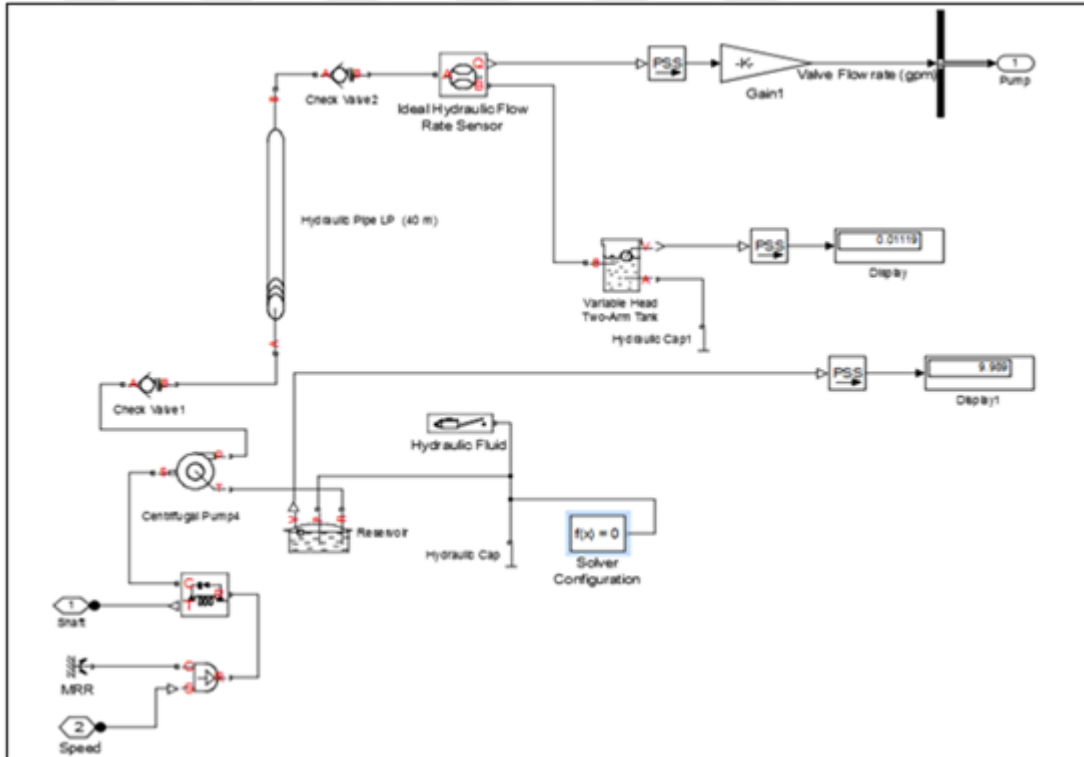 A B
Check Valve2
A Q
B
Ideal Hydraulic Flow
Rate Sensor
PSS
-K-
Gain1
Valve Flow rate (gpm)
1
Pump
B
Hydraulic Pipe LP (40 m)
A
B
V
A
Variable Head
Two-Arm Tank
PSS
0.01119
Display
Hydraulic Cap1
A B
Check Valve1
PSS
9.989
Display1
Hydraulic Fluid
S
P
T
Centrifugal Pump4
V
Reservoir
Hydraulic Cap
f(x) = 0
Solver
Configuration
C
T
1
Shaft
MRR
C
S
2
Speed